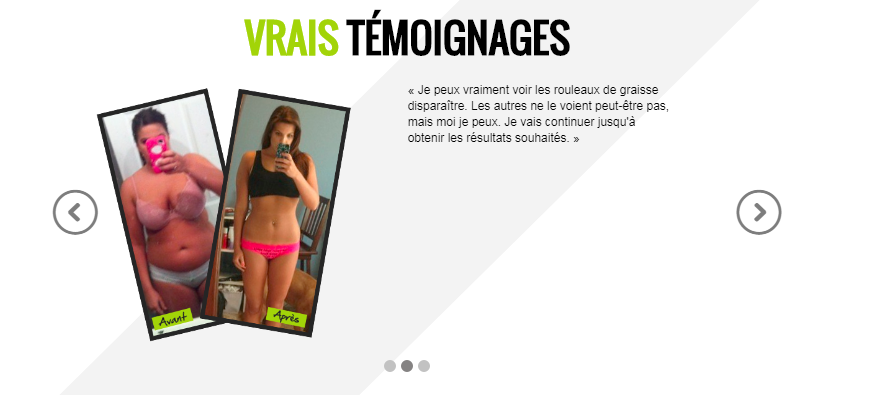 VRAIS TÉMOIGNAGES
« Je peux vraiment voir les rouleaux de graisse
disparaître. Les autres ne le voient peut-être pas,
mais moi je peux. Je vais continuer jusqu'à
obtenir les résultats souhaités. »
Avant
Après